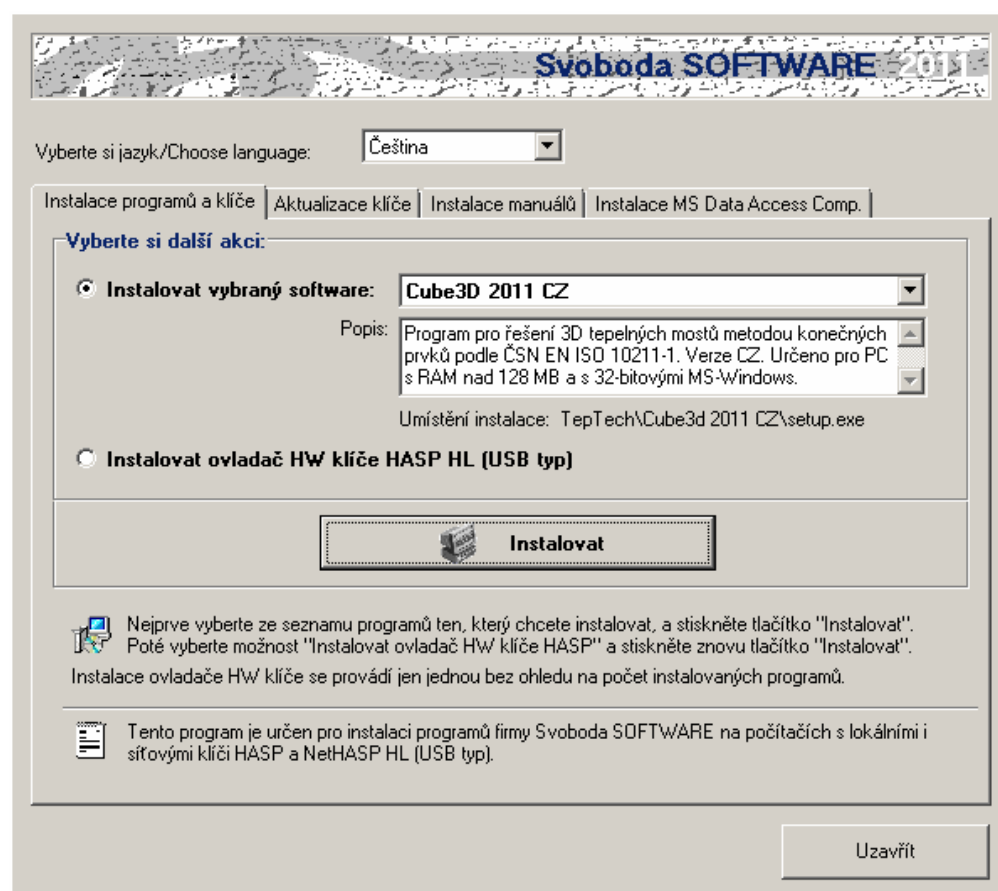 Svoboda SOFTWARE 2011
Vyberte si jazyk/Choose language:
Čeština
Instalace programů a klíče
Aktualizace klíče
Instalace manuálů
Instalace MS Data Access Comp.
Vyberte si další akci:
Instalovat vybraný software:
Cube3D 2011 CZ
Popis:
Program pro řešení 3D tepelných mostů metodou konečných
prvků podle ČSN EN ISO 10211-1. Verze CZ. Určeno pro PC
s RAM nad 128 MB a s 32-bitovými MS-Windows.
Umístění instalace: TepTech\Cube3d 2011 CZ\setup.exe
Instalovat ovladač HW klíče HASP HL (USB typ)
Instalovat
Nejprve vyberte ze seznamu programů ten, který chcete instalovat, a stiskněte tlačítko "Instalovat".
Poté vyberte možnost "Instalovat ovladač HW klíče HASP" a stiskněte znovu tlačítko "Instalovat".
Instalace ovladače HW klíče se provádí jen jednou bez ohledu na počet instalovaných programů.
Tento program je určen pro instalaci programů firmy Svoboda SOFTWARE na počítačích s lokálními i
síťovými klíči HASP a NetHASP HL (USB typ).
Uzavřít